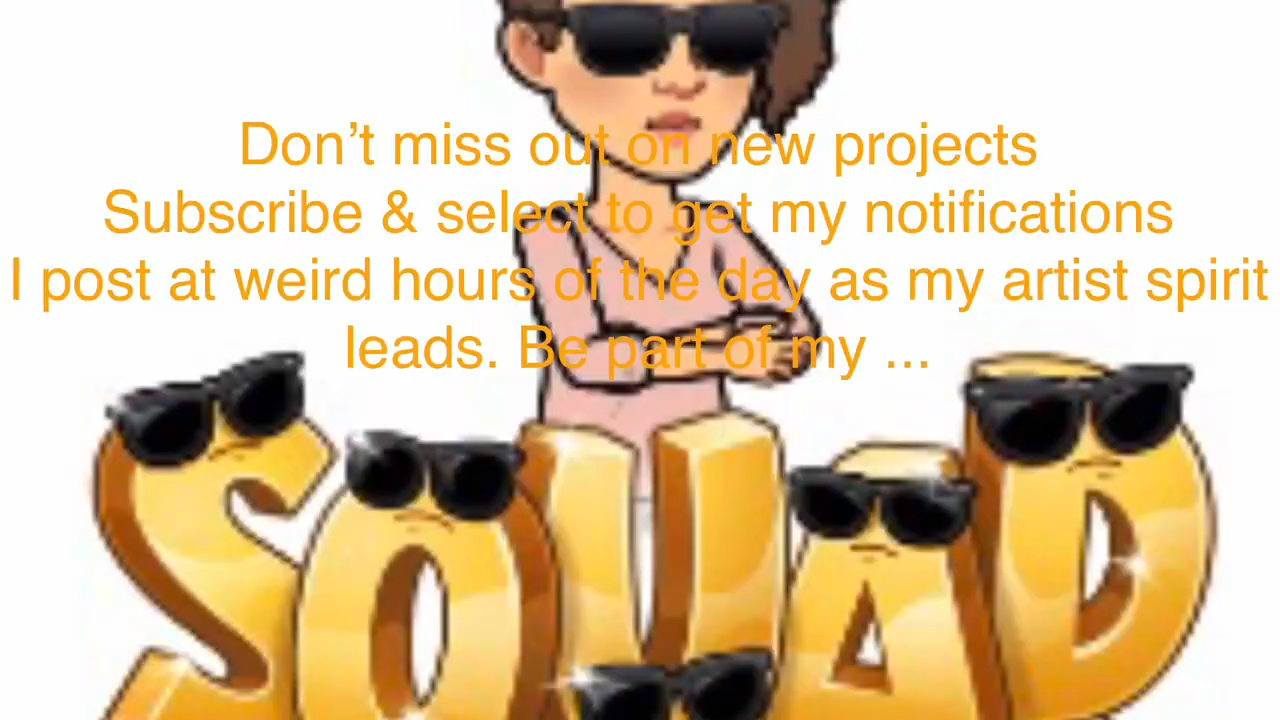 Don’t miss out on new projects
Subscribe & select to get my notifications
I post at weird hours of the day as my artist spirit
leads. Be part of my ...
SQUAD